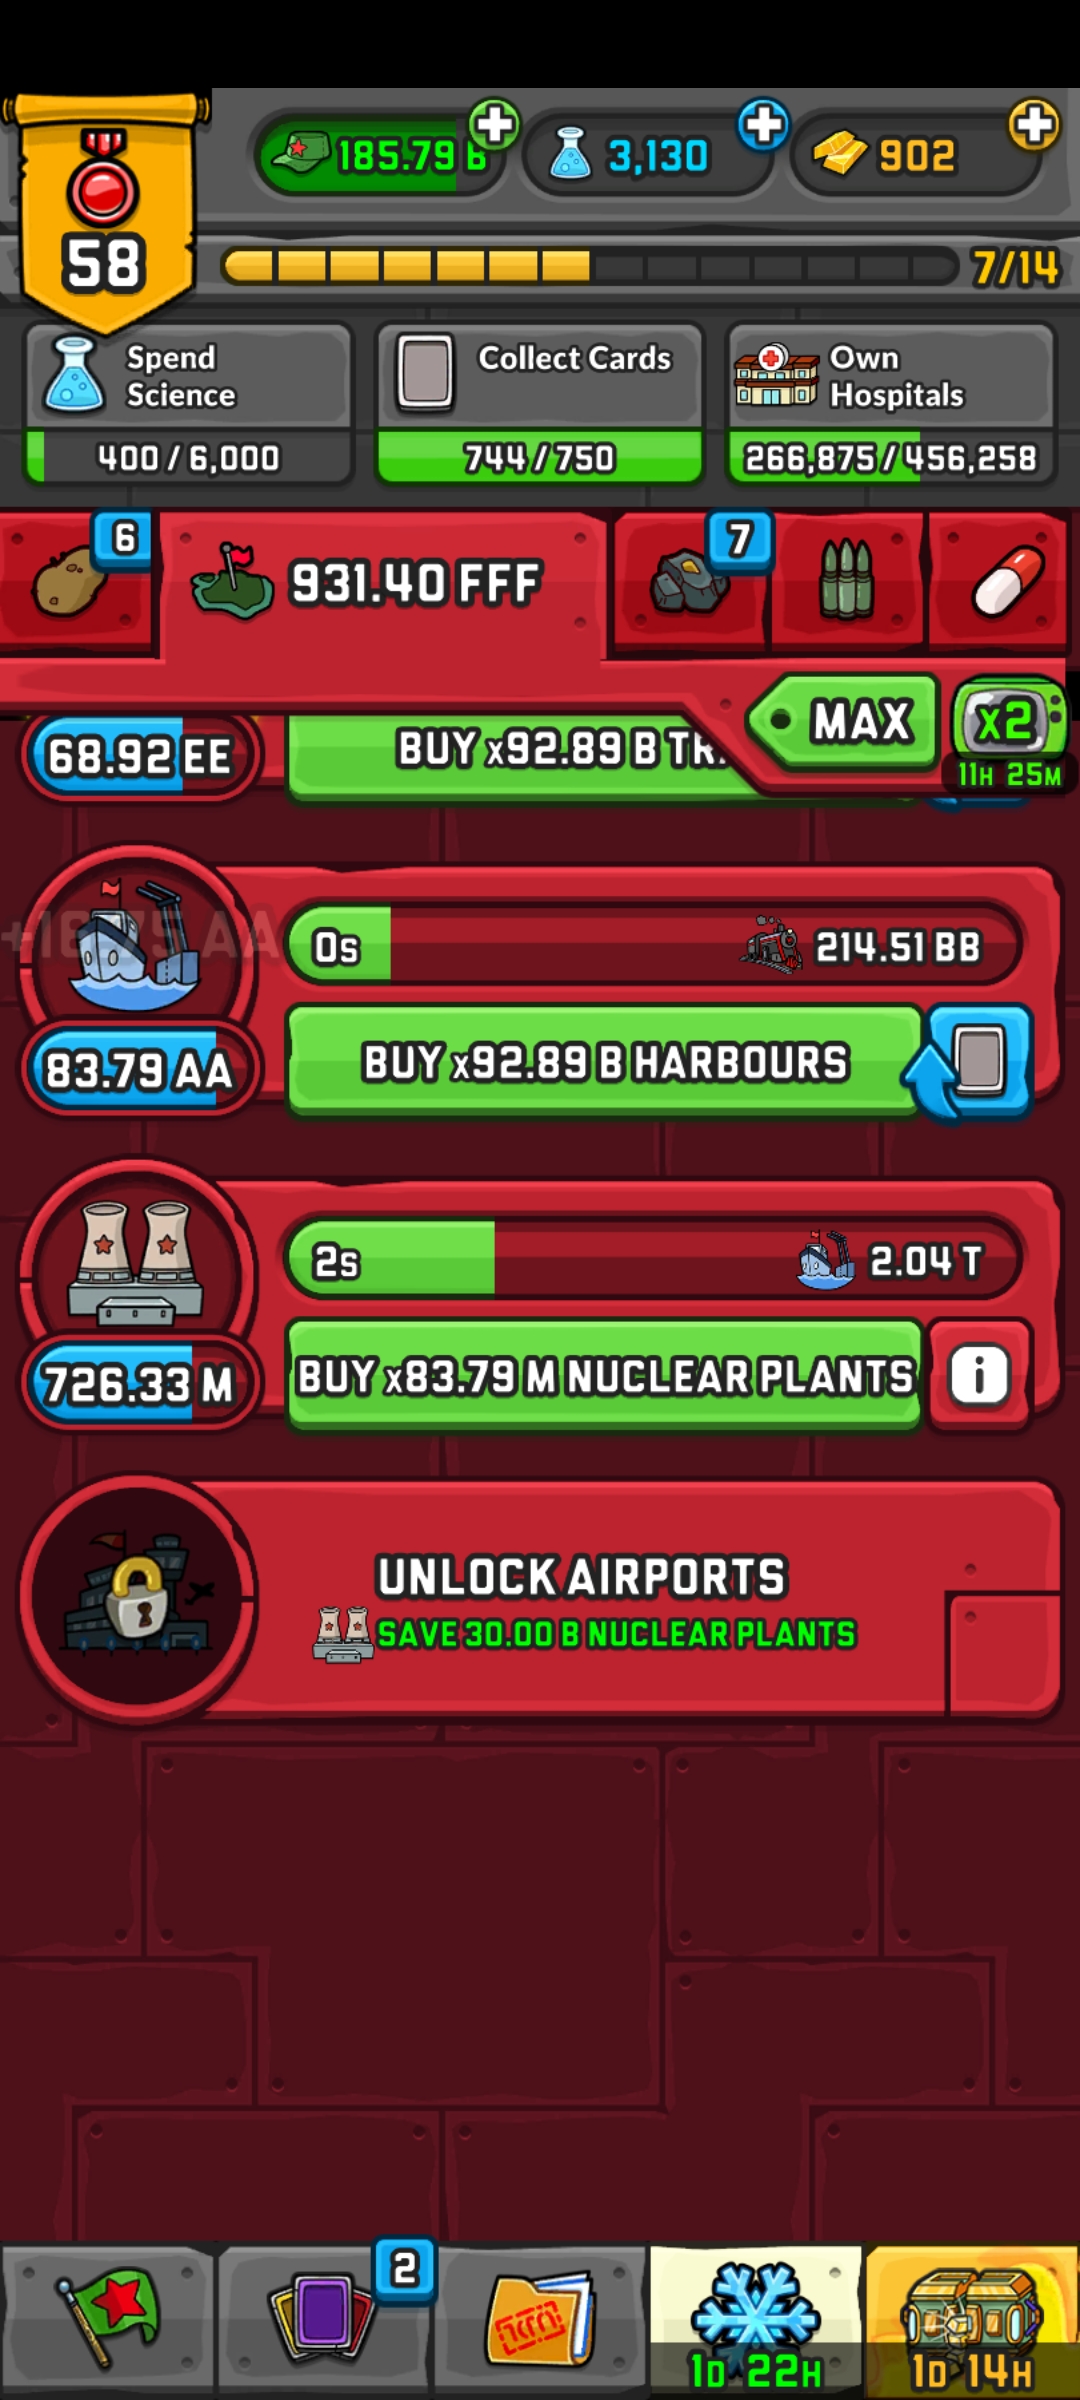 185.79 B
3,130
902
58
7/14
Spend
Science
Collect Cards
Own
Hospitals
400 / 6,000
744 / 750
266,875 / 456,258
6
931.40 FFF
7
MAX
x2
11H 25M
68.92 EE
BUY x92.89 B TR
+18.75 AA
0s
214.51 BB
83.79 AA
BUY x92.89 B HARBOURS
2s
2.04 T
726.33 M
BUY x83.79 M NUCLEAR PLANTS
i
UNLOCK AIRPORTS
SAVE 30.00 B NUCLEAR PLANTS
2
1D 22H
1D 14H